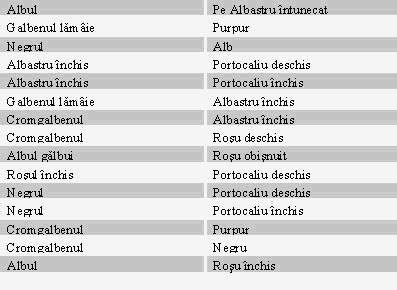 Albul Pe Albastru întunecat
Galbenul lămâie Purpur
Negrul Alb
Albastru închis Portocaliu deschis
Albastru închis Portocaliu închis
Galbenul lămâie Albastru închis
Cromgalbenul Albastru închis
Cromgalbenul Roşu deschis
Albul gălbui Roşu obişnuit
Roşul închis Portocaliu deschis
Negrul Portocaliu deschis
Negrul Portocaliu închis
Cromgalbenul Purpur
Cromgalbenul Negru
Albul Roşu închis